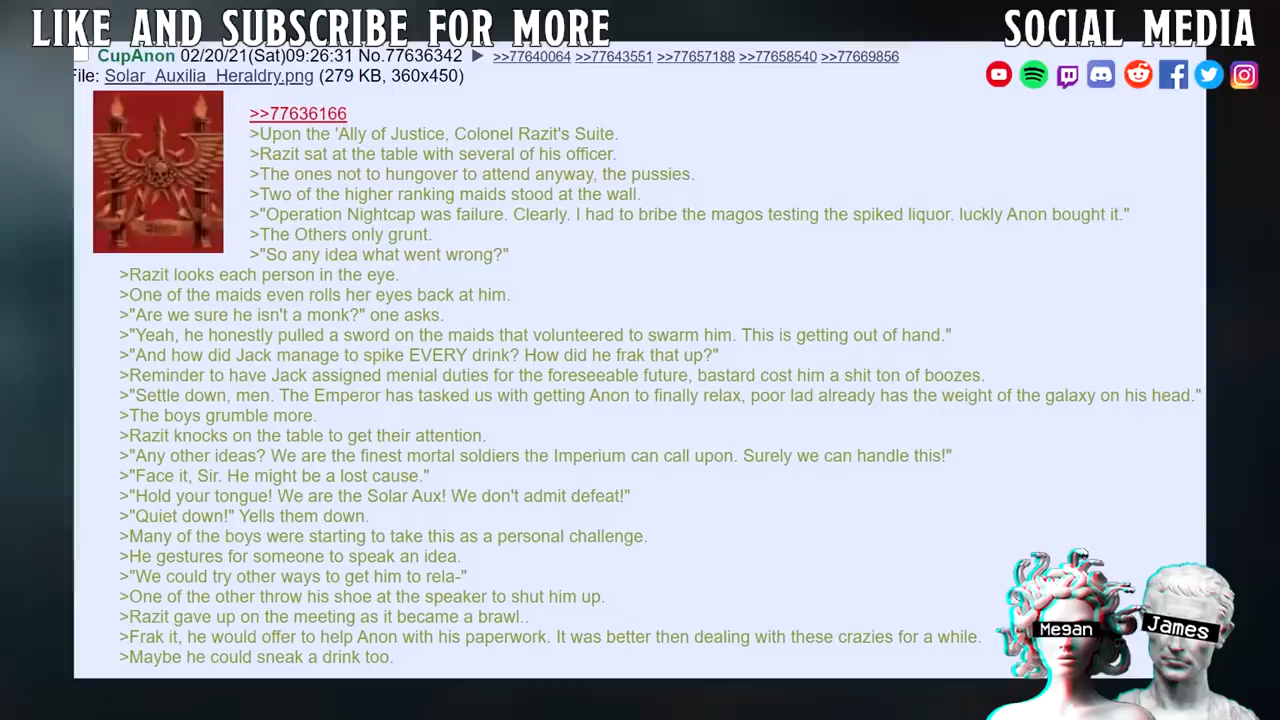 LIKE AND SUBSCRIBE FOR MORE
SOCIAL MEDIA
CupAnon 02/20/21(Sat)09:26:31 No.77636342 ▶ >>77640064 >>77643551 >>77657188 >>77658540 >>77669856
File: Solar_Auxilia_Heraldry.png (279 KB, 360x450)
>>77636166
>Upon the 'Ally of Justice, Colonel Razit's Suite.
>Razit sat at the table with several of his officer.
>The ones not to hungover to attend anyway, the pussies.
>Two of the higher ranking maids stood at the wall.
>"Operation Nightcap was failure. Clearly. I had to bribe the magos testing the spiked liquor. luckly Anon bought it."
>The Others only grunt.
>"So any idea what went wrong?"
>Razit looks each person in the eye.
>One of the maids even rolls her eyes back at him.
>"Are we sure he isn't a monk?" one asks.
>"Yeah, he honestly pulled a sword on the maids that volunteered to swarm him. This is getting out of hand."
>"And how did Jack manage to spike EVERY drink? How did he frak that up?"
>Reminder to have Jack assigned menial duties for the foreseeable future, bastard cost him a shit ton of boozes.
>"Settle down, men. The Emperor has tasked us with getting Anon to finally relax, poor lad already has the weight of the galaxy on his head."
>The boys grumble more.
>Razit knocks on the table to get their attention.
>"Any other ideas? We are the finest mortal soldiers the Imperium can call upon. Surely we can handle this!"
>"Face it, Sir. He might be a lost cause."
>"Hold your tongue! We are the Solar Aux! We don't admit defeat!"
>"Quiet down!" Yells them down.
>Many of the boys were starting to take this as a personal challenge.
>He gestures for someone to speak an idea.
>"We could try other ways to get him to rela-"
>One of the other throw his shoe at the speaker to shut him up.
>Razit gave up on the meeting as it became a brawl..
>Frak it, he would offer to help Anon with his paperwork. It was better then dealing with these crazies for a while.
>Maybe he could sneak a drink too.
Megan
James